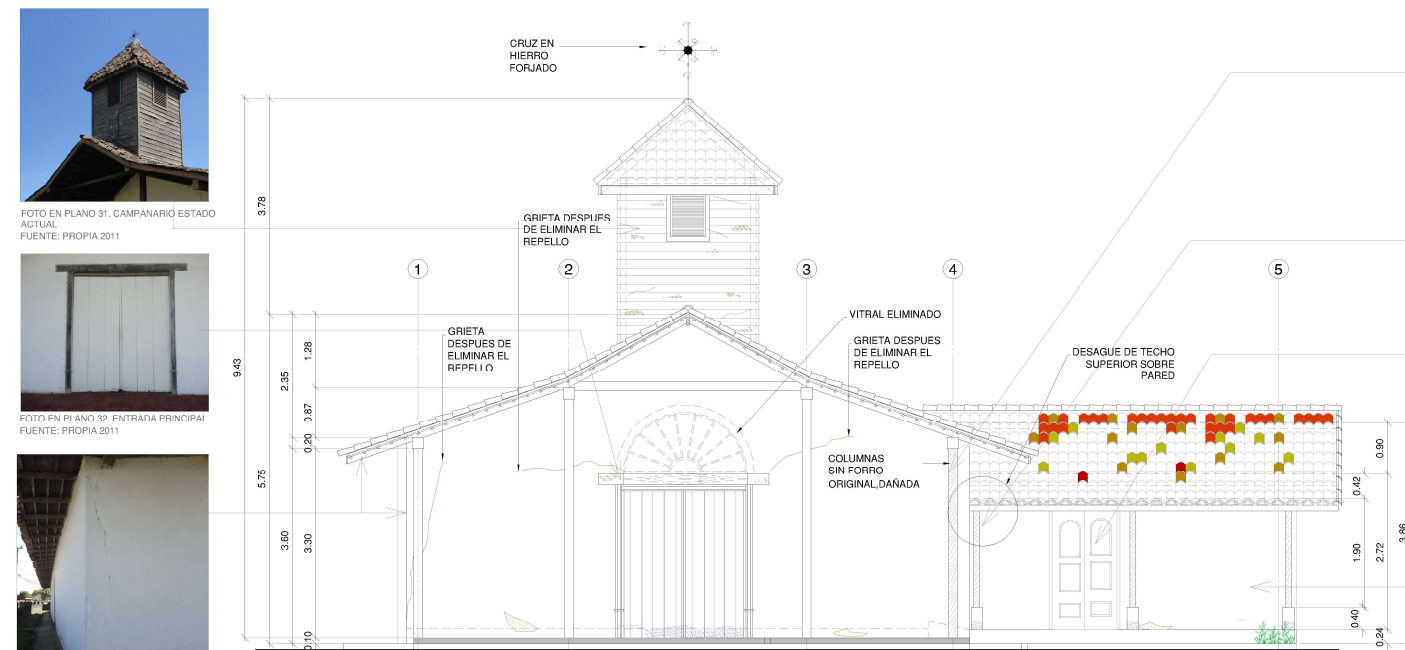 CRUZ EN
HIERRO
FORJADO
FOTO EN PLANO 31. CAMPANARIO ESTADO
ACTUAL
FUENTE: PROPIA 2011
GRIETA DESPUES
DE ELIMINAR EL
REPELLO
1
2
3
4
5
VITRAL ELIMINADO
GRIETA
DESPUES DE
ELIMINAR EL
REPELLO
GRIETA DESPUES
DE ELIMINAR EL
REPELLO
DESAGUE DE TECHO
SUPERIOR SOBRE
PARED
FOTO EN PLANO 32. ENTRADA PRINCIPAL
FUENTE: PROPIA 2011
COLUMNAS
SIN FORRO
ORIGINAL,DAÑADA
9.43
3.78
5.75
2.35
3.60
1.28
0.87
0.20
3.30
0.10
0.90
0.42
1.90
2.72
0.40
0.24
3.86